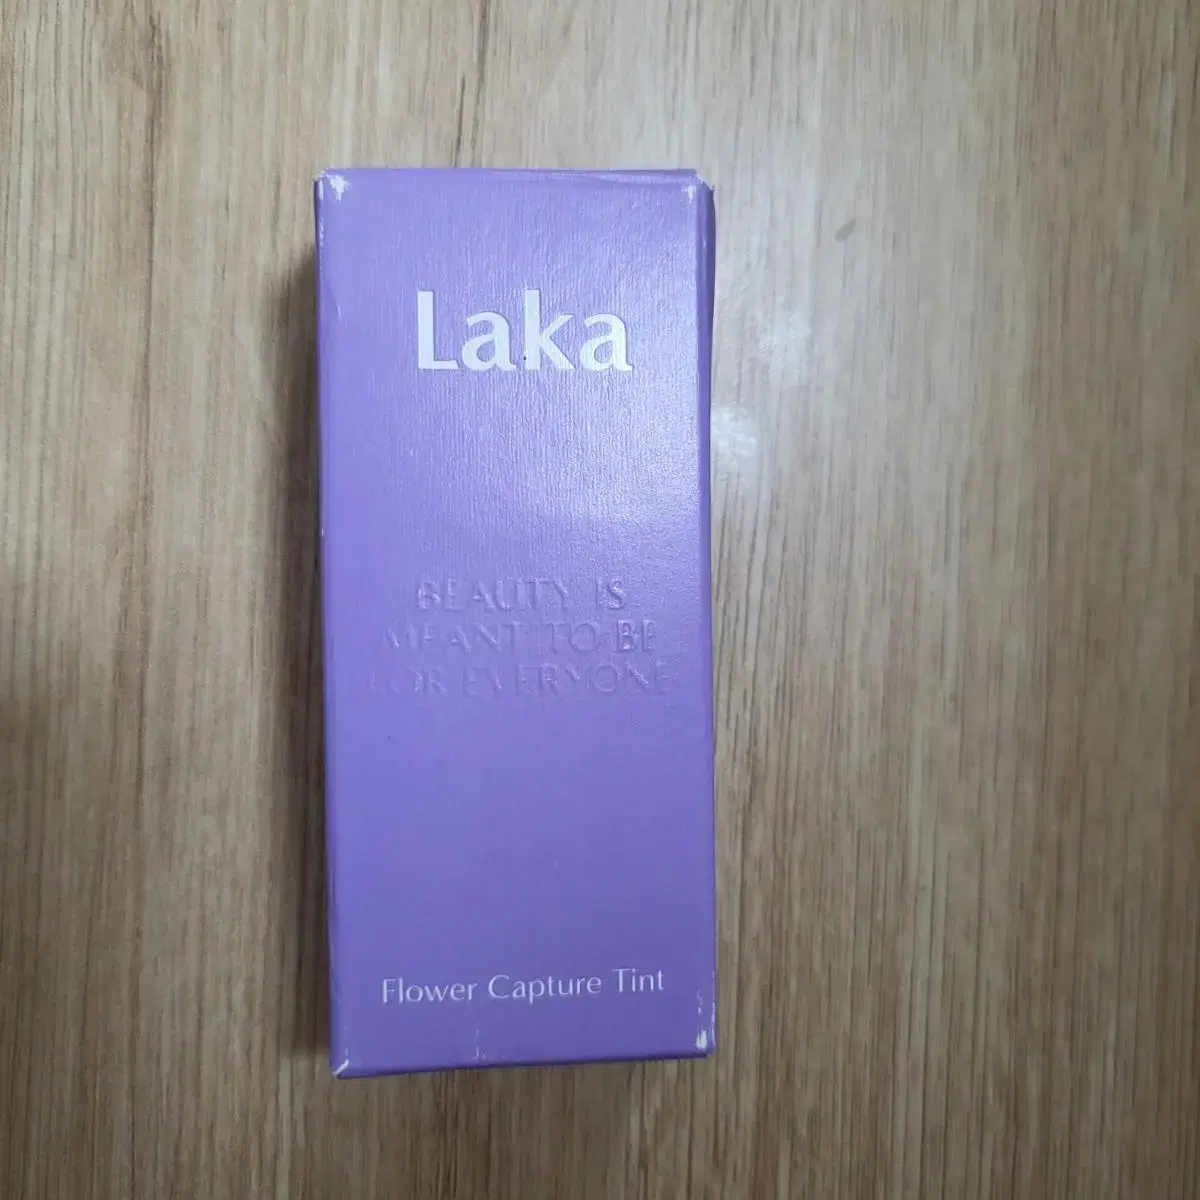 Laka
BEAUTY IS
MEANT TO BE
FOR EVERYONE
Flower Capture Tint